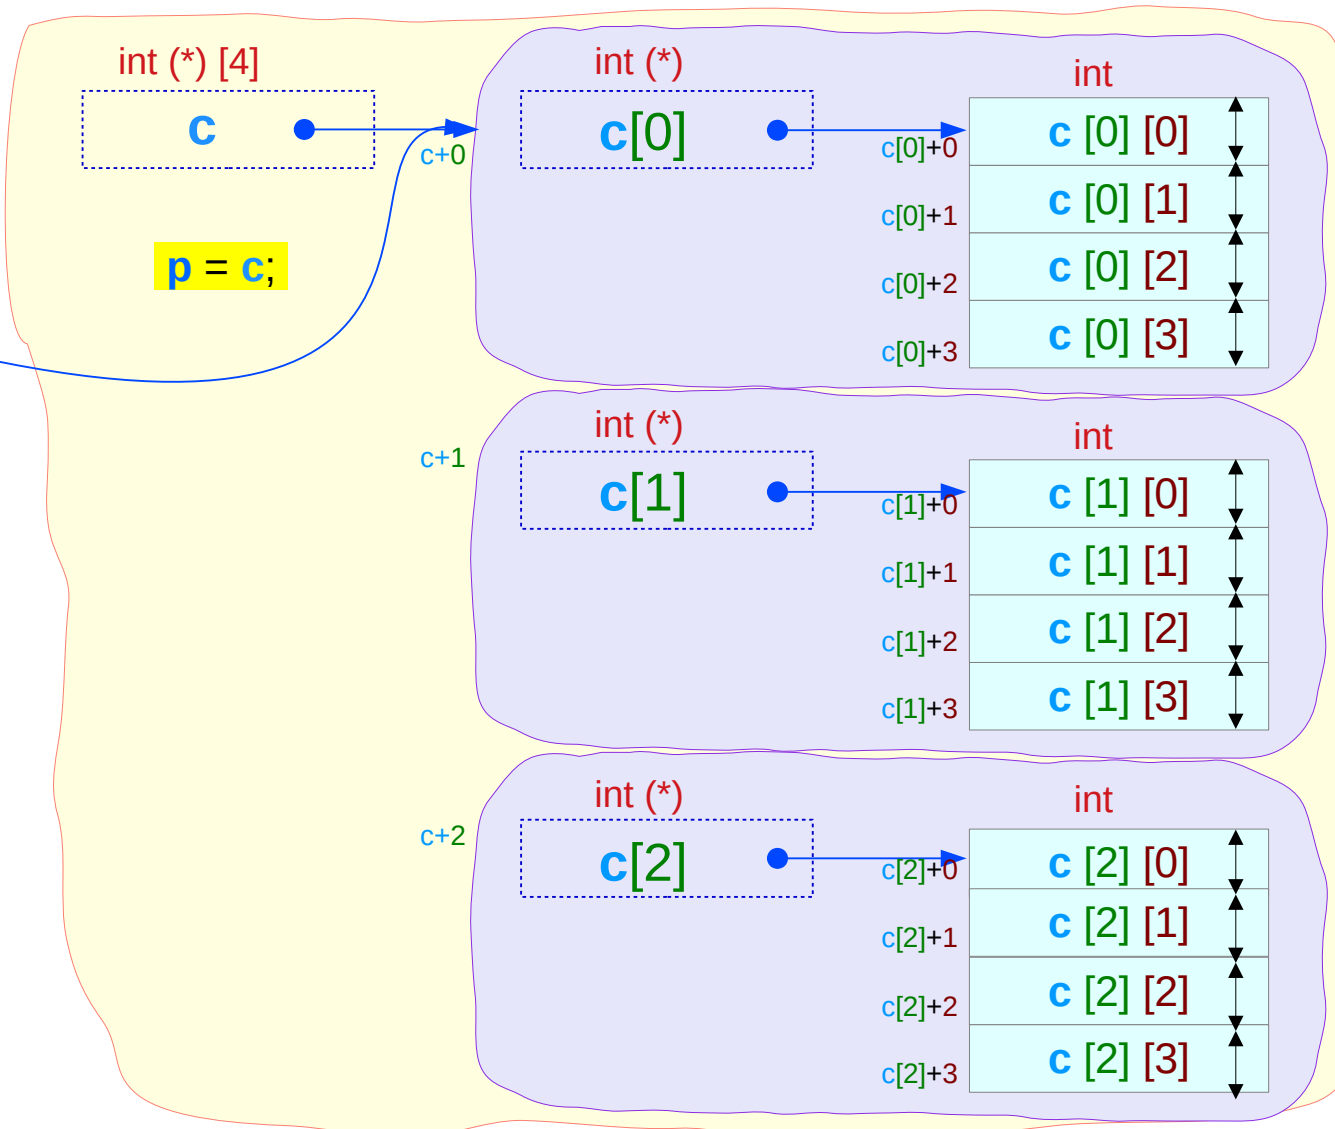 int (*) [4]
c
c+0
p = c;
int (*)
c[0]
int
c[0]+0
c [0] [0]
c[0]+1
c [0] [1]
c[0]+2
c [0] [2]
c[0]+3
c [0] [3]
c+1
int (*)
c[1]
int
c[1]+0
c [1] [0]
c[1]+1
c [1] [1]
c[1]+2
c [1] [2]
c[1]+3
c [1] [3]
c+2
int (*)
c[2]
int
c[2]+0
c [2] [0]
c[2]+1
c [2] [1]
c[2]+2
c [2] [2]
c[2]+3
c [2] [3]